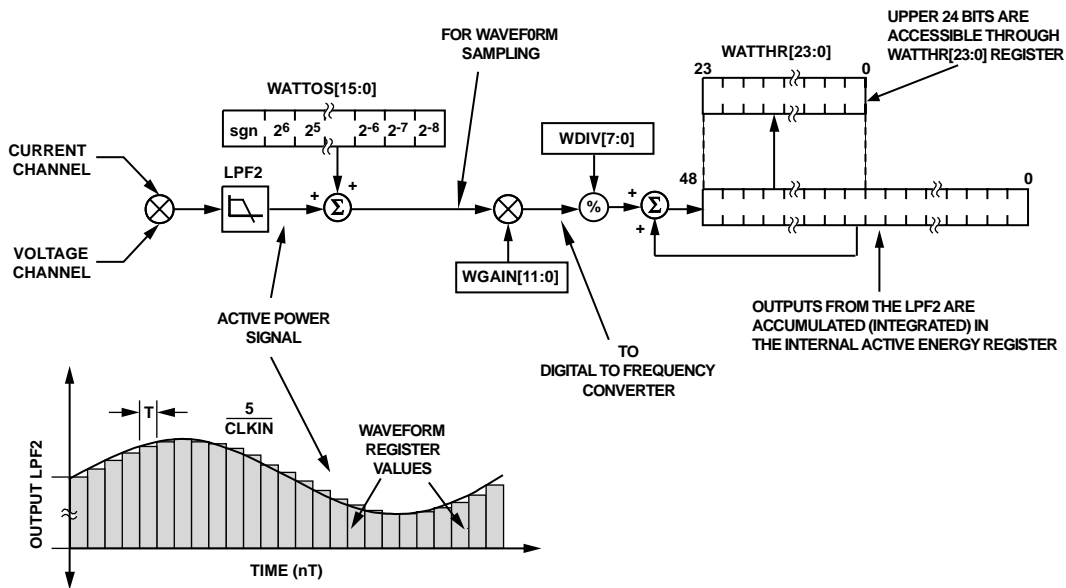 UPPER 24 BITS ARE
ACCESSIBLE THROUGH
WATTHR[23:0] REGISTER
FOR WAVEF0RM
SAMPLING
WATTHR[23:0]
23
0
WATTOS[15:0]
sgn 2⁶ 2⁵ 2⁻⁶ 2⁻⁷ 2⁻⁸
WDIV[7:0]
CURRENT
CHANNEL
LPF2
+
+
Σ
%
+
+
Σ
48
0
VOLTAGE
CHANNEL
WGAIN[11:0]
OUTPUTS FROM THE LPF2 ARE
ACCUMULATED (INTEGRATED) IN
THE INTERNAL ACTIVE ENERGY REGISTER
ACTIVE POWER
SIGNAL
TO
DIGITAL TO FREQUENCY
CONVERTER
T
5
CLKIN
WAVEFORM
REGISTER
VALUES
OUTPUT LPF2
TIME (nT)